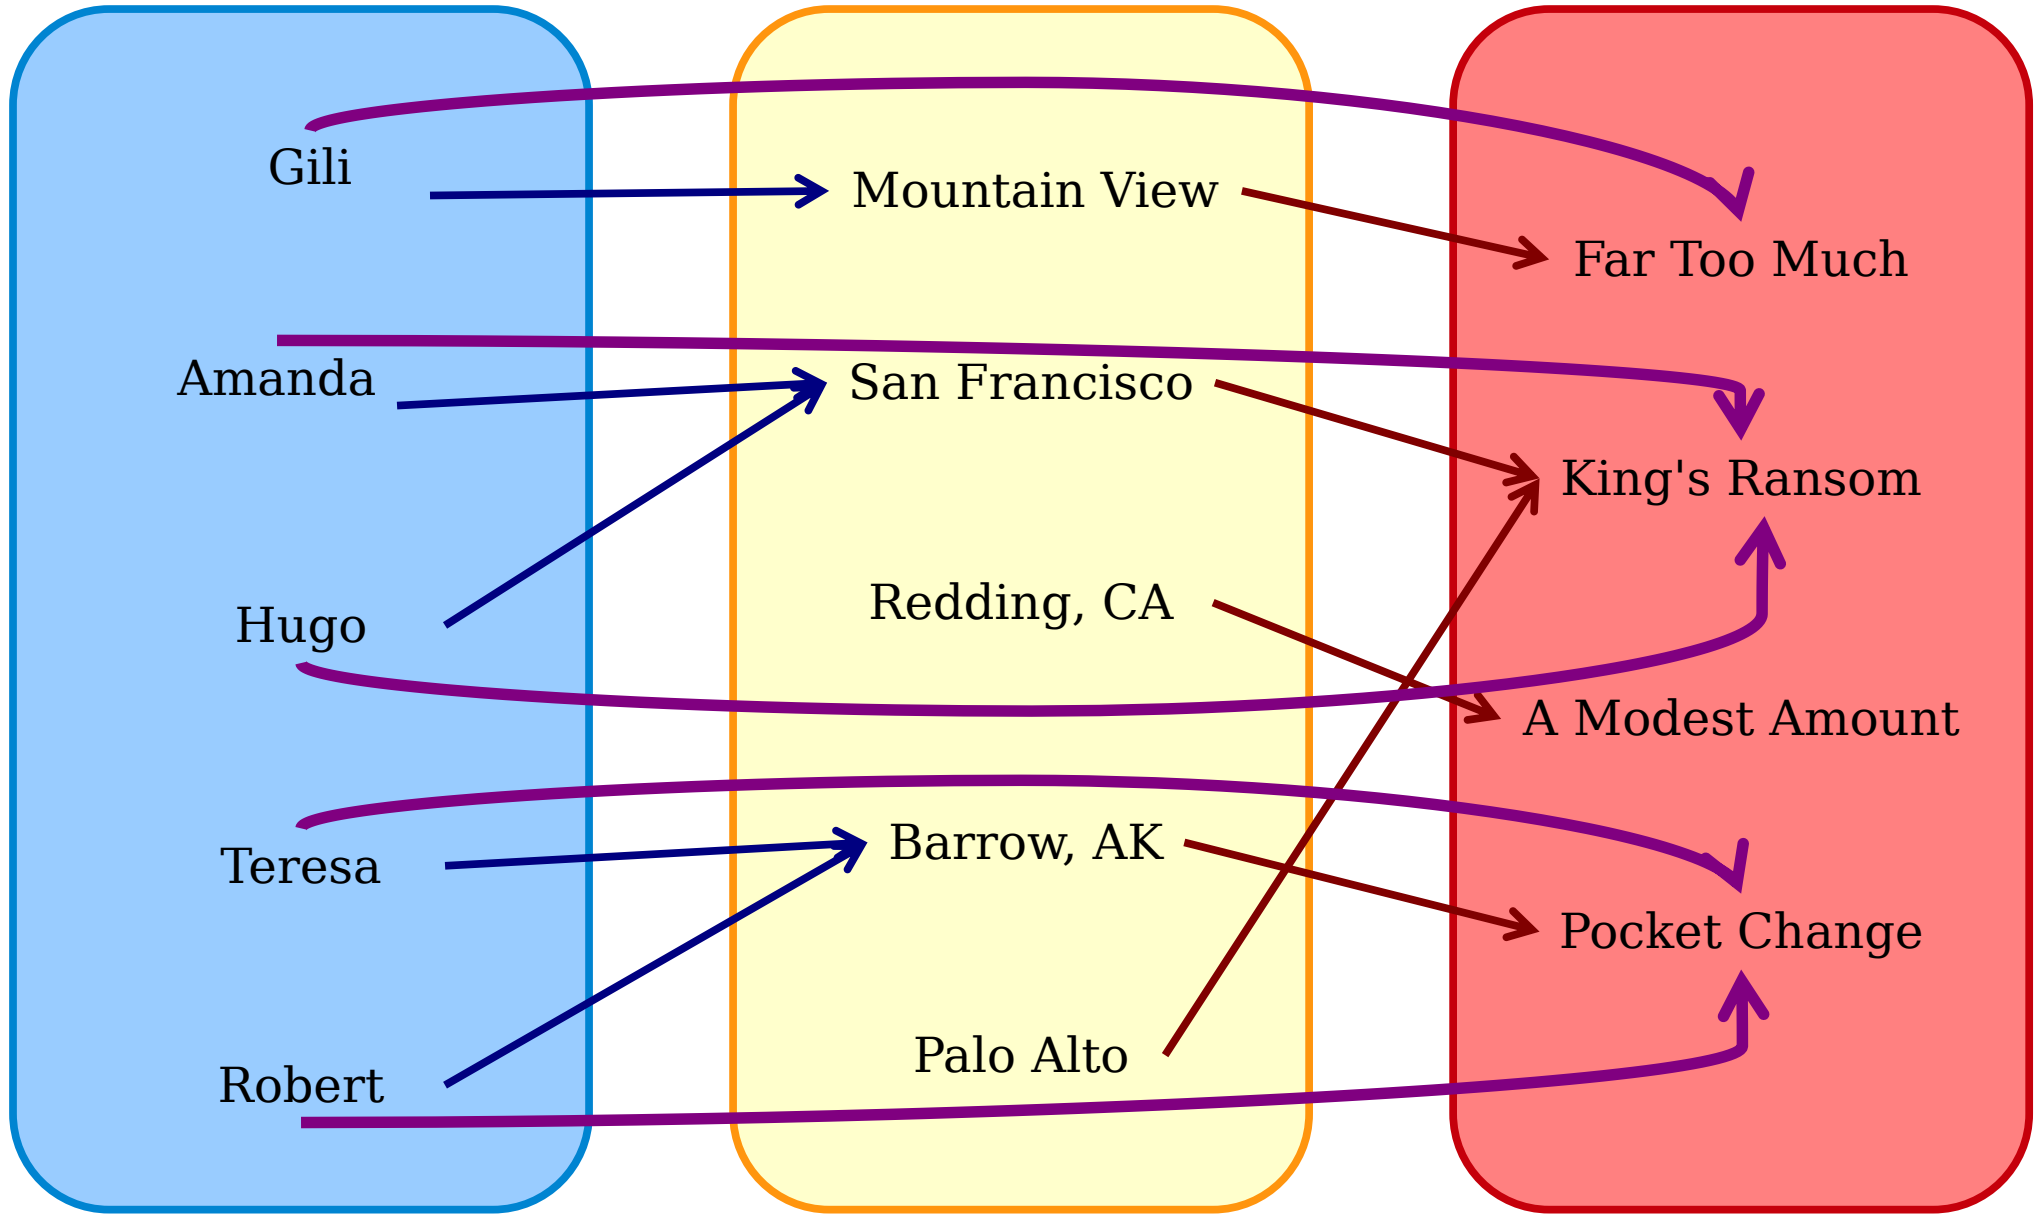 Gili
Amanda
Hugo
Teresa
Robert
Mountain View
San Francisco
Redding, CA
Barrow, AK
Palo Alto
Far Too Much
King's Ransom
A Modest Amount
Pocket Change